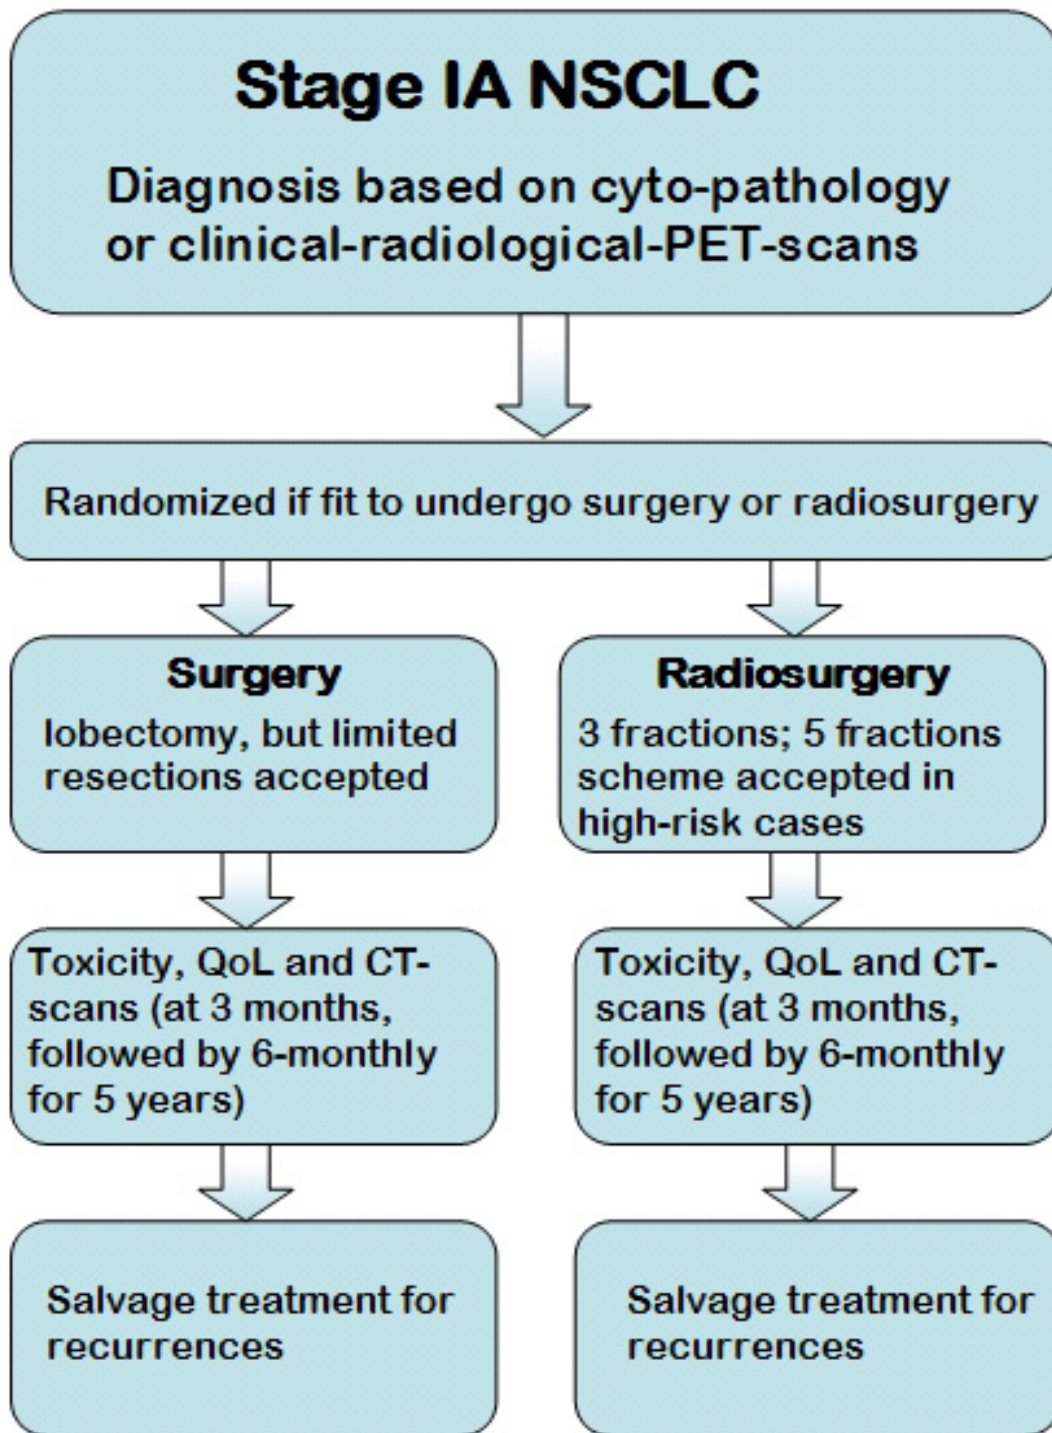 Stage IA NSCLC
Diagnosis based on cyto-pathology
or clinical-radiological-PET-scans
Randomized if fit to undergo surgery or radiosurgery
Surgery
lobectomy, but limited
resections accepted
Radiosurgery
3 fractions; 5 fractions
scheme accepted in
high-risk cases
Toxicity, QoL and CT-
scans (at 3 months,
followed by 6-monthly
for 5 years)
Toxicity, QoL and CT-
scans (at 3 months,
followed by 6-monthly
for 5 years)
Salvage treatment for
recurrences
Salvage treatment for
recurrences